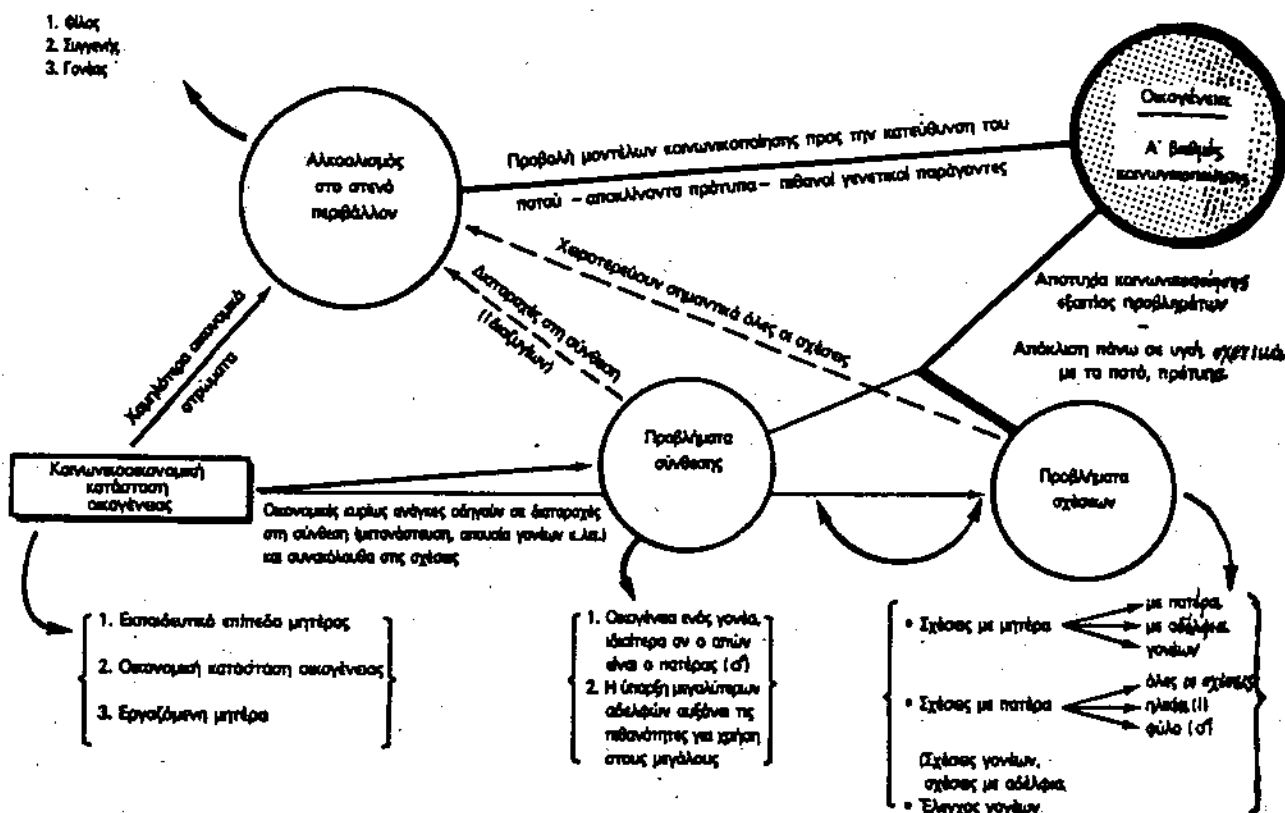 1. Φίλος
2. Συγγενής
3. Γονέας
Αλκοολισμός
στο στενό
περιβάλλον
Προβολή μοντέλων κοινωνικοποίησης προς την κατεύθυνση του
ποτού – αποκλίνοντα πρότυπα – πιθανοί γενετικοί παράγοντες
Οικογένεια:
Α' βαθμός
κοινωνικοποίησης
Χειροτερεύουν σημαντικά όλες οι σχέσεις
Διαταραχές στη σύνθεση
(!!διαζυγίων)
Χαμηλότερα οικονομικά
στρώματα
Αποτυχία κοινωνικοποίησης
εξαιτίας προβλημάτων
–
Απόκλιση πάνω σε υγιή, σχετικά
με το ποτό, πρότυπα.
Κοινωνικοοικονομική
κατάσταση
οικογένειας
Προβλήματα
σύνθεσης
Προβλήματα
σχέσεων
Οικονομικές κυρίως ανάγκες οδηγούν σε διαταραχές
στη σύνθεση (μετανάστευση, απουσία γονέων κ.λπ.)
και συνακόλουθα στις σχέσεις
1. Εκπαιδευτικό επίπεδο μητέρας
2. Οικονομική κατάσταση οικογένειας
3. Εργαζόμενη μητέρα
1. Οικογένεια ενός γονέα,
ιδιαίτερα αν ο απών
είναι ο πατέρας (♂)
2. Η ύπαρξη μεγαλύτερων
αδελφών αυξάνει τις
πιθανότητες για χρήση
στους μεγάλους
• Σχέσεις με μητέρα
με πατέρα
με αδέλφια
γονέων
• Σχέσεις με πατέρα
όλες οι σχέσεις
ηλικία (!)
φύλο (♂)
(Σχέσεις γονέων,
σχέσεις με αδέλφια
• Έλεγχος γονέων